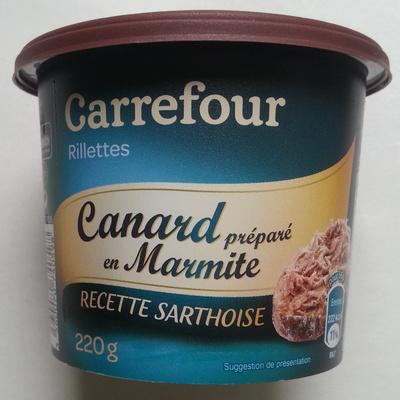 Carrefour
Rillettes
Canard préparé
en Marmite
RECETTE SARTHOISE
220g
Suggestion de présentation